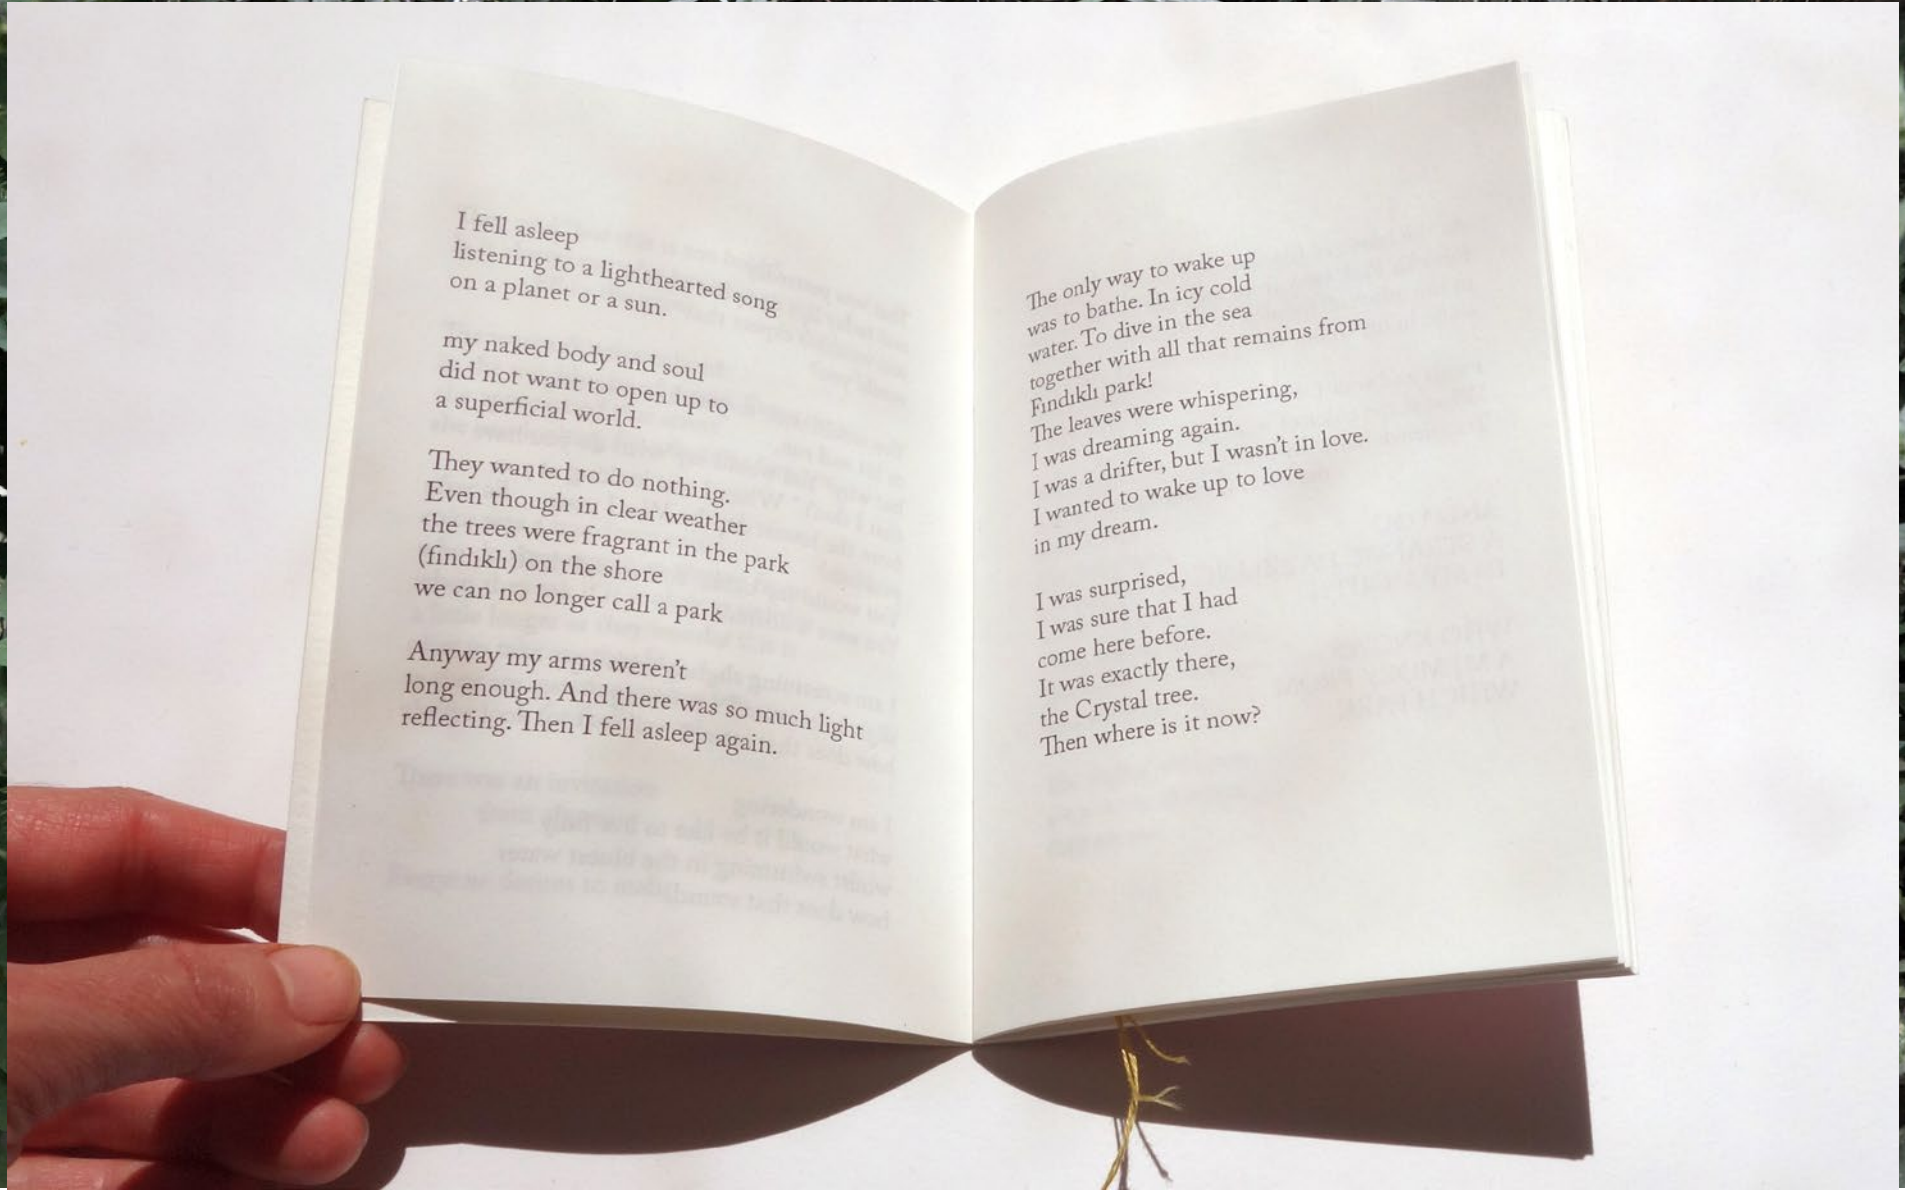 I fell asleep
listening to a lighthearted song
on a planet or a sun.
my naked body and soul
did not want to open up to
a superficial world.
They wanted to do nothing.
Even though in clear weather
the trees were fragrant in the park
(fındıklı) on the shore
we can no longer call a park
Anyway my arms weren't
long enough. And there was so much light
reflecting. Then I fell asleep again.
The only way to wake up
was to bathe. In icy cold
water. To dive in the sea
together with all that remains from
Fındıklı park!
The leaves were whispering,
I was dreaming again.
I was a drifter, but I wasn't in love.
I wanted to wake up to love
in my dream.
I was surprised,
I was sure that I had
come here before.
It was exactly there,
the Crystal tree.
Then where is it now?